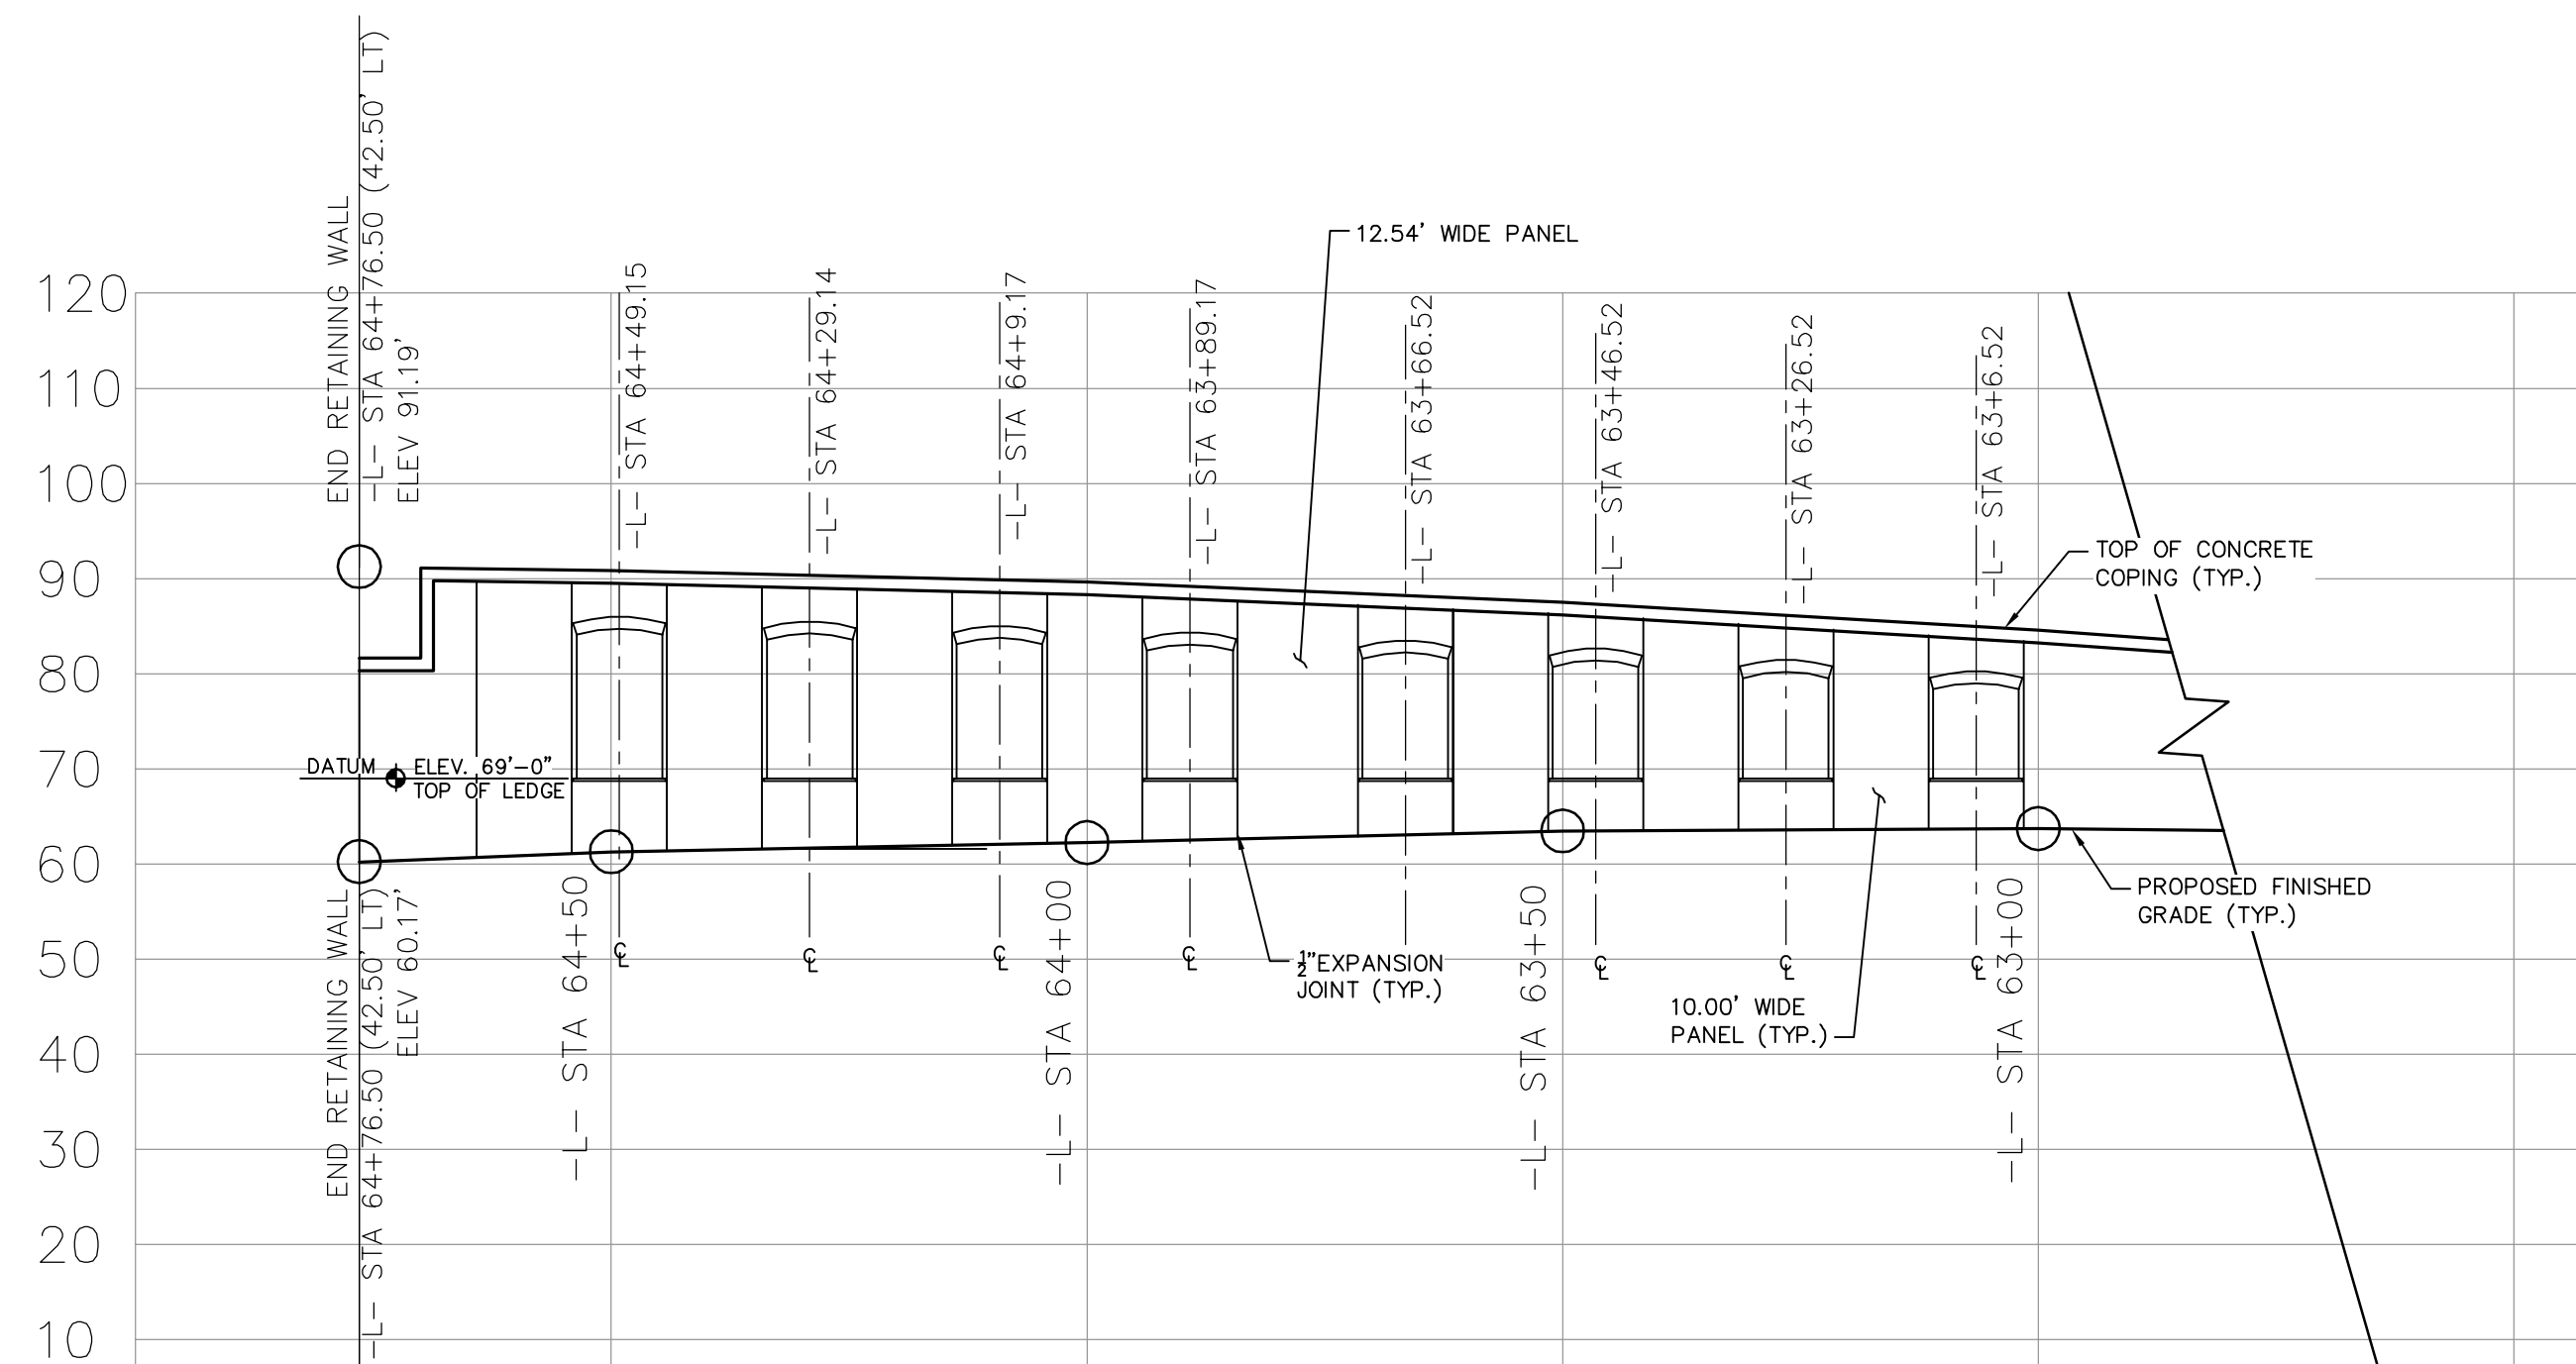 END RETAINING WALL
-L- STA 64+76.50 (42.50' LT)
ELEV 91.19'
12.54' WIDE PANEL
-L- STA 64+49.15
-L- STA 64+29.14
-L- STA 64+9.17
-L- STA 63+89.17
-L- STA 63+66.52
-L- STA 63+46.52
-L- STA 63+26.52
-L- STA 63+6.52
120
110
100
90
80
70
60
50
40
30
20
10
TOP OF CONCRETE
COPING (TYP.)
DATUM
ELEV. 69'-0"
TOP OF LEDGE
END RETAINING WALL
-L- STA 64+76.50 (42.50' LT)
ELEV 60.17'
-L- STA 64+50
-L- STA 64+00
-L- STA 63+50
-L- STA 63+00
℄
℄
℄
℄
℄
℄
℄
½"EXPANSION
JOINT (TYP.)
10.00' WIDE
PANEL (TYP.)
PROPOSED FINISHED
GRADE (TYP.)